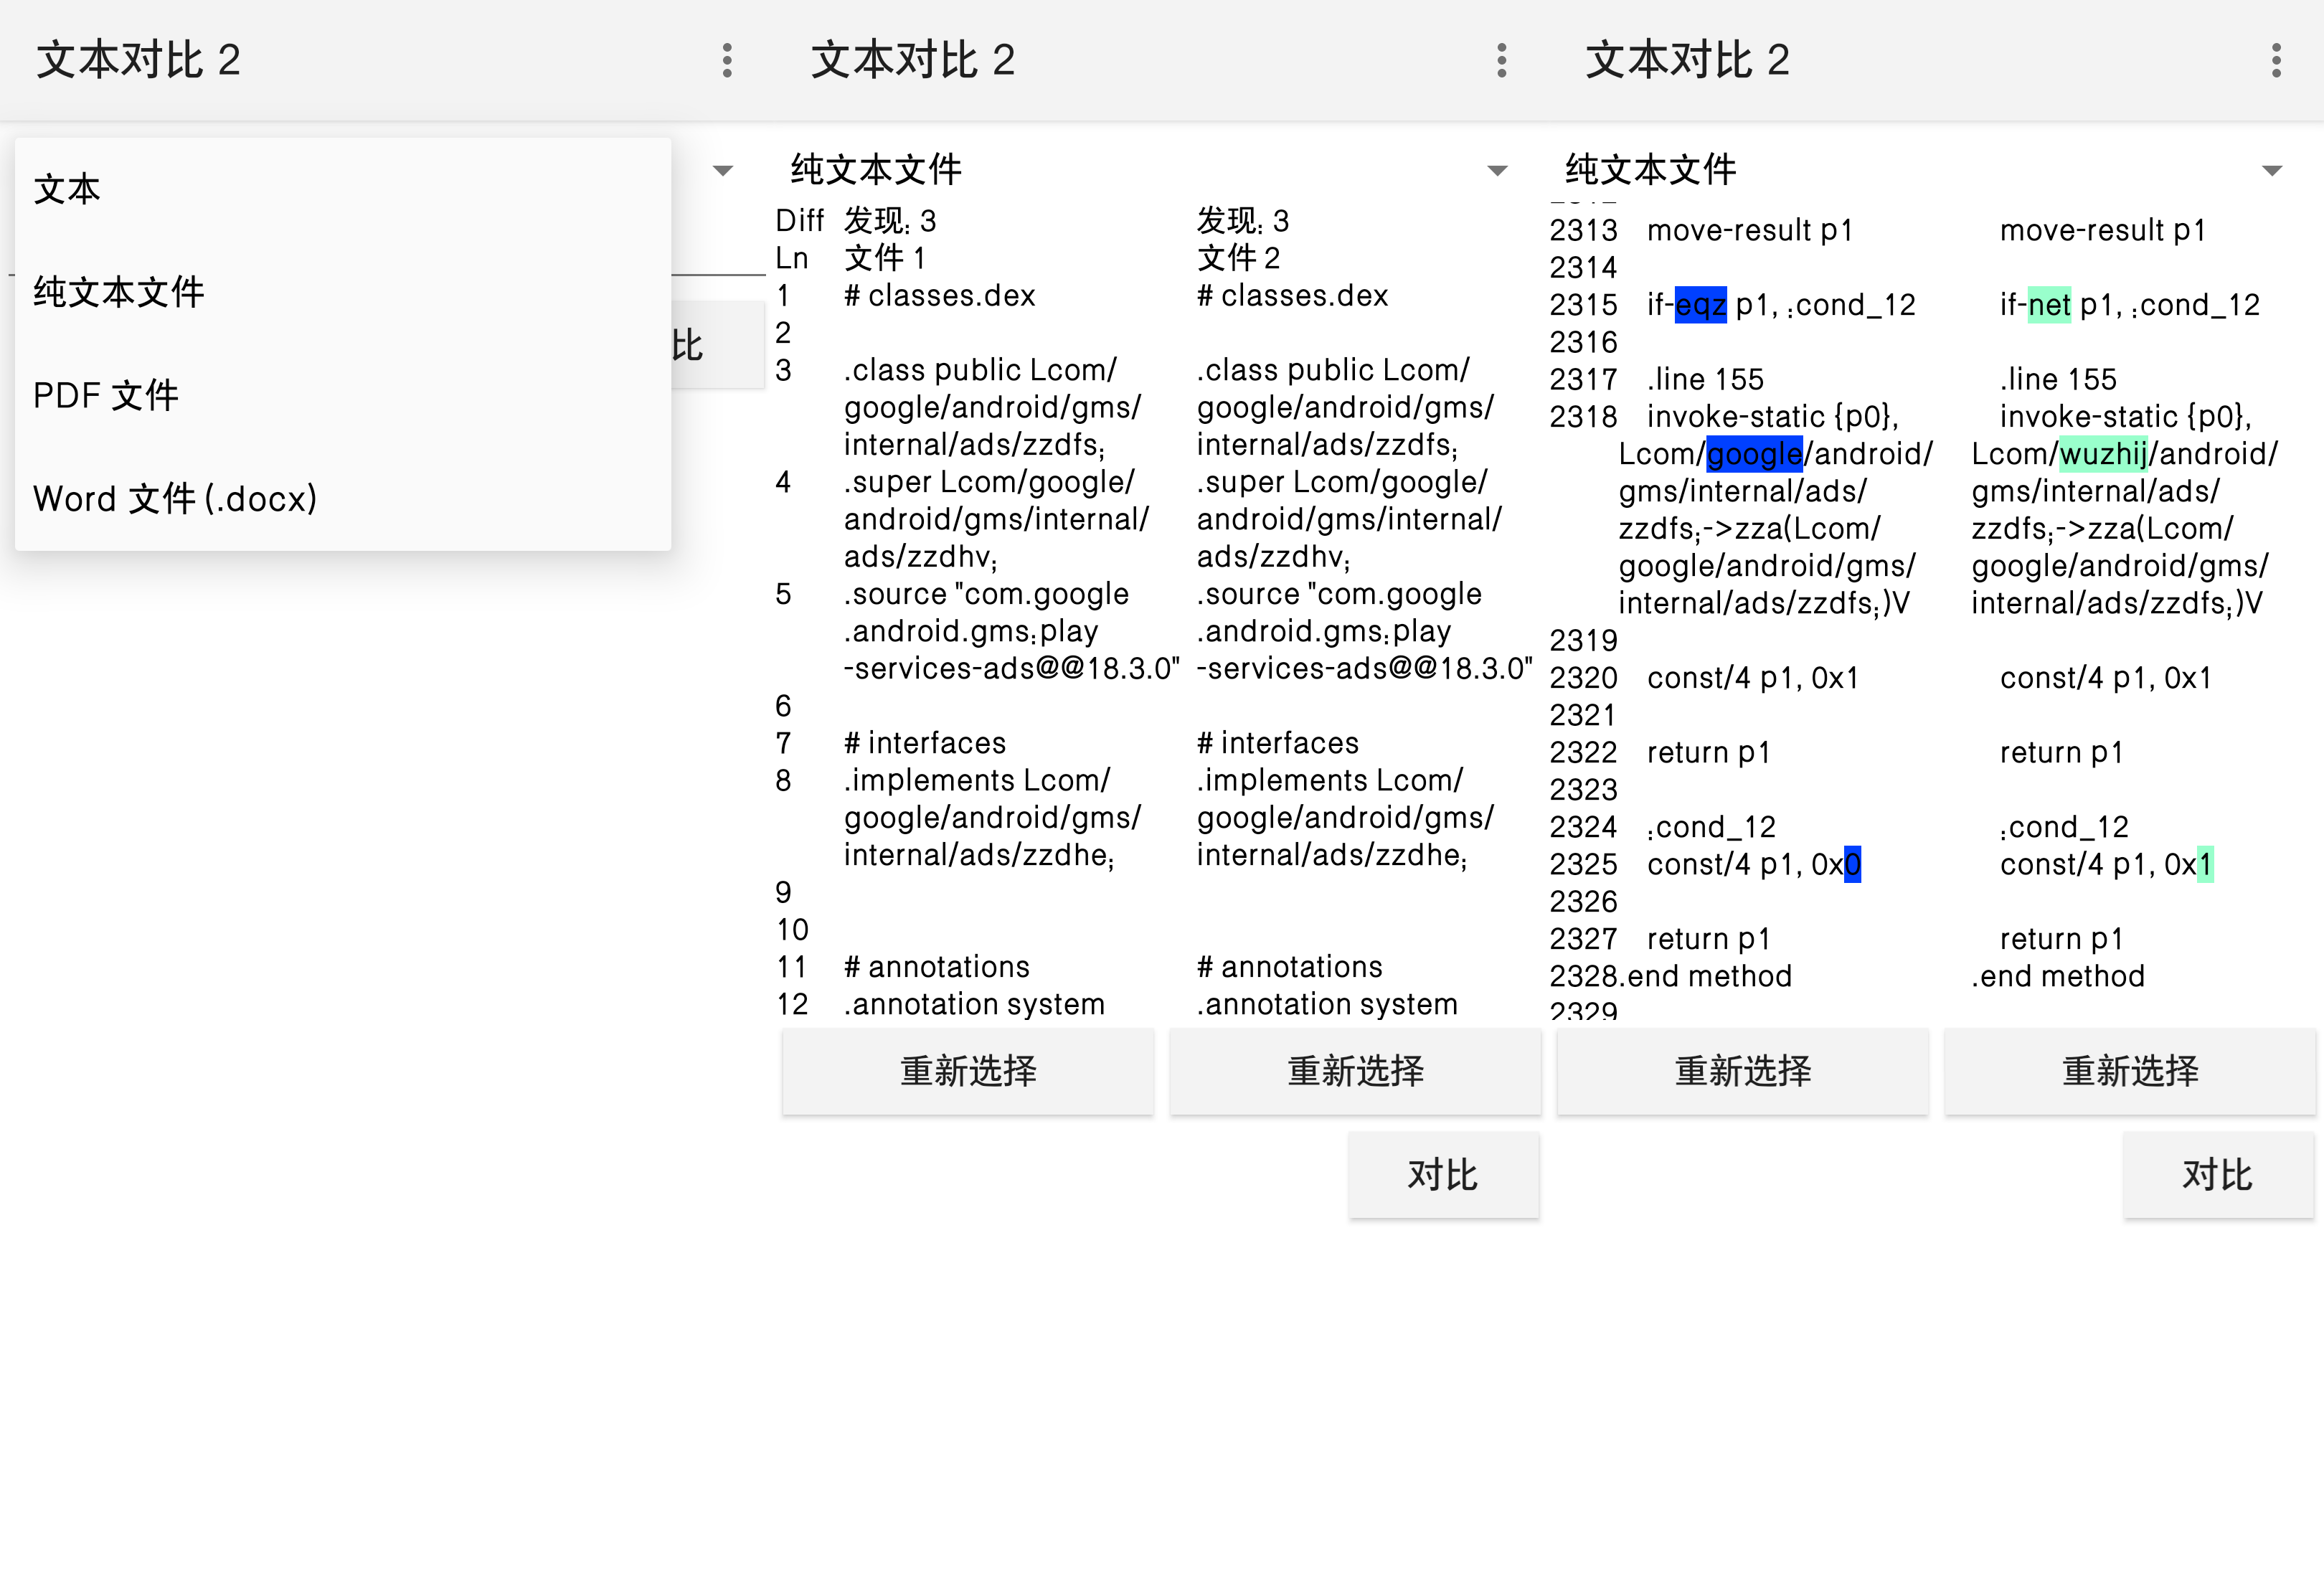 文本对比 2
文本
纯文本文件
PDF 文件
Word 文件 (.docx)
比
文本对比 2
纯文本文件
Diff 发现: 3 发现: 3
Ln 文件 1 文件 2
1 # classes.dex # classes.dex
2
3 .class public Lcom/ .class public Lcom/
google/android/gms/ google/android/gms/
internal/ads/zzdfs; internal/ads/zzdfs;
4 .super Lcom/google/ .super Lcom/google/
android/gms/internal/ android/gms/internal/
ads/zzdhv; ads/zzdhv;
5 .source "com.google .source "com.google
.android.gms:play .android.gms:play
-services-ads@@18.3.0" -services-ads@@18.3.0"
6
7 # interfaces # interfaces
8 .implements Lcom/ .implements Lcom/
google/android/gms/ google/android/gms/
internal/ads/zzdhe; internal/ads/zzdhe;
9
10
11 # annotations # annotations
12 .annotation system .annotation system
重新选择 重新选择
对比
文本对比 2
纯文本文件
2313 move-result p1 move-result p1
2314
2315 if-eqz p1, :cond_12 if-net p1, :cond_12
2316
2317 .line 155 .line 155
2318 invoke-static {p0}, invoke-static {p0},
Lcom/google/android/ Lcom/wuzhij/android/
gms/internal/ads/ gms/internal/ads/
zzdfs;->zza(Lcom/ zzdfs;->zza(Lcom/
google/android/gms/ google/android/gms/
internal/ads/zzdfs;)V internal/ads/zzdfs;)V
2319
2320 const/4 p1, 0x1 const/4 p1, 0x1
2321
2322 return p1 return p1
2323
2324 :cond_12 :cond_12
2325 const/4 p1, 0x0 const/4 p1, 0x1
2326
2327 return p1 return p1
2328 .end method .end method
2329
重新选择 重新选择
对比